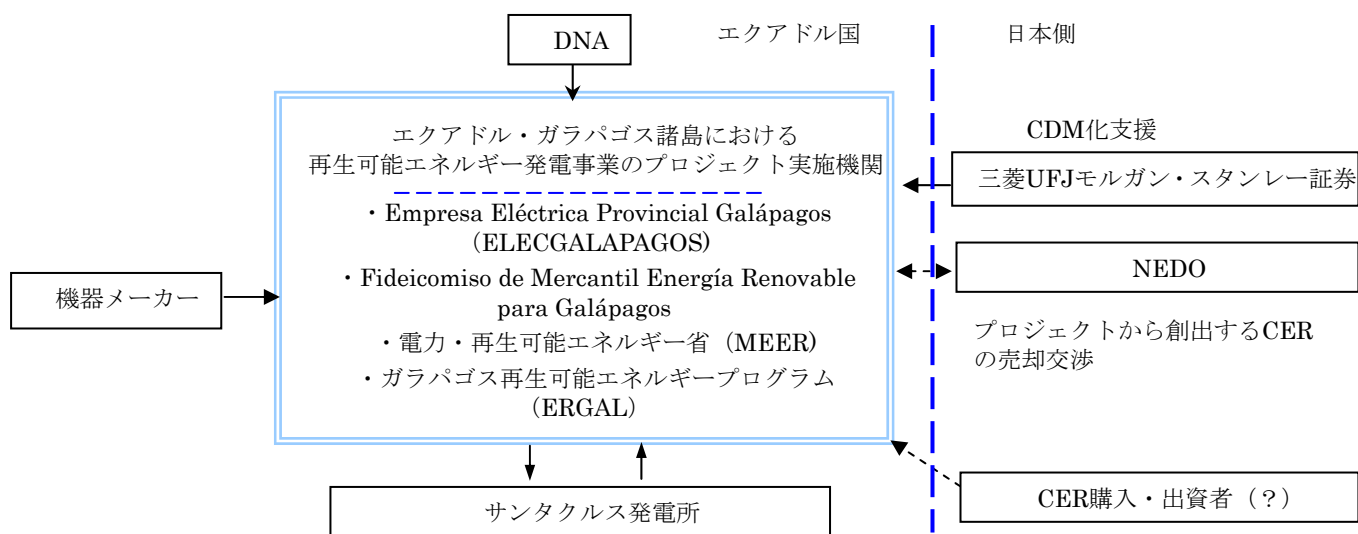 DNA
エクアドル国
日本側
エクアドル・ガラパゴス諸島における
再生可能エネルギー発電事業のプロジェクト実施機関
・Empresa Eléctrica Provincial Galápagos
(ELECGALAPAGOS)
・Fideicomiso de Mercantil Energía Renovable
para Galápagos
・電力・再生可能エネルギー省（MEER)
・ガラパゴス再生可能エネルギープログラム
（ERGAL）
機器メーカー
CDM化支援
三菱UFJモルガン・スタンレー証券
NEDO
プロジェクトから創出するCER
の売却交渉
サンタクルス発電所
CER購入・出資者（？）